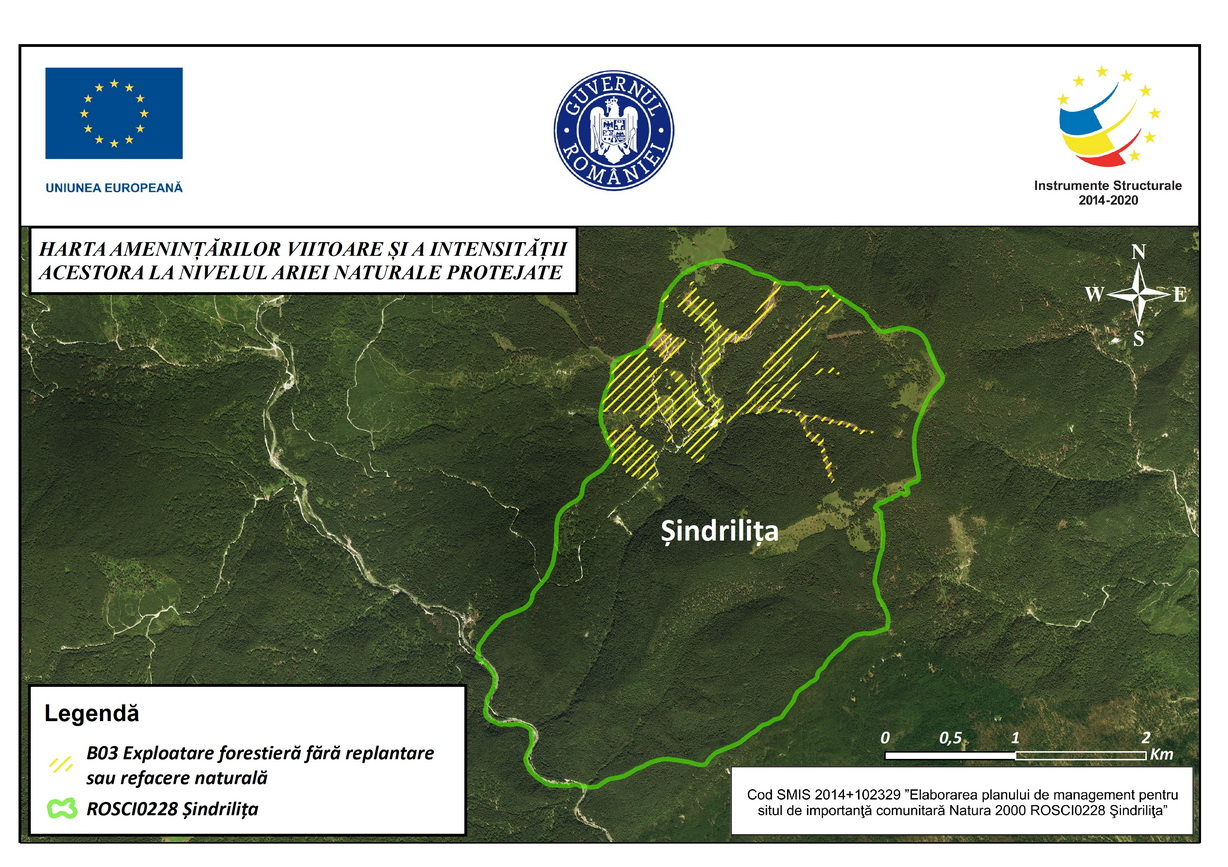 UNIUNEA EUROPEANĂ
GUVERNUL
ROMÂNIEI
Instrumente Structurale
2014-2020
HARTA AMENINȚĂRILOR VIITOARE ȘI A INTENSITĂȚII
ACESTORA LA NIVELUL ARIEI NATURALE PROTEJATE
N
W E
S
Șindrilița
Legendă
B03 Exploatare forestieră fără replantare
sau refacere naturală
ROSCI0228 Șindrilița
0 0,5 1 2
Km
Cod SMIS 2014+102329 ”Elaborarea planului de management pentru
situl de importanţă comunitară Natura 2000 ROSCI0228 Şindriliţa”